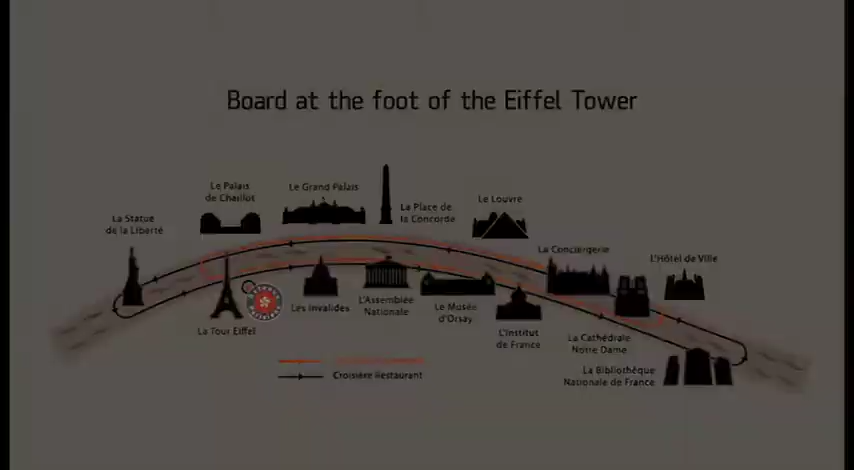 Board at the foot of the Eiffel Tower
La Statue
de la Liberté
Le Palais
de Chaillot
Le Grand Palais
La Place de
la Concorde
Le Louvre
La Conciergerie
L'Hôtel de Ville
La Tour Eiffel
Les Invalides
L'Assemblée
Nationale
Le Musée
d'Orsay
L'Institut
de France
La Cathédrale
Notre Dame
La Bibliothèque
Nationale de France
Croisière Restaurant